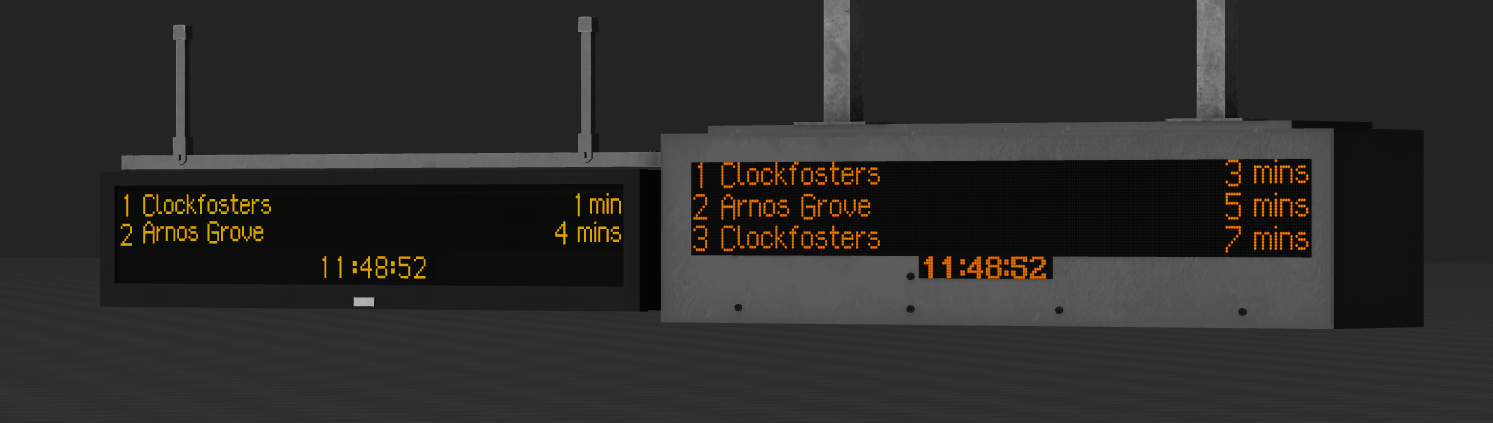 1 Clockfosters 1 min
2 Arnos Grove 4 mins
11:48:52
1 Clockfosters 3 mins
2 Arnos Grove 5 mins
3 Clockfosters 7 mins
11:48:52